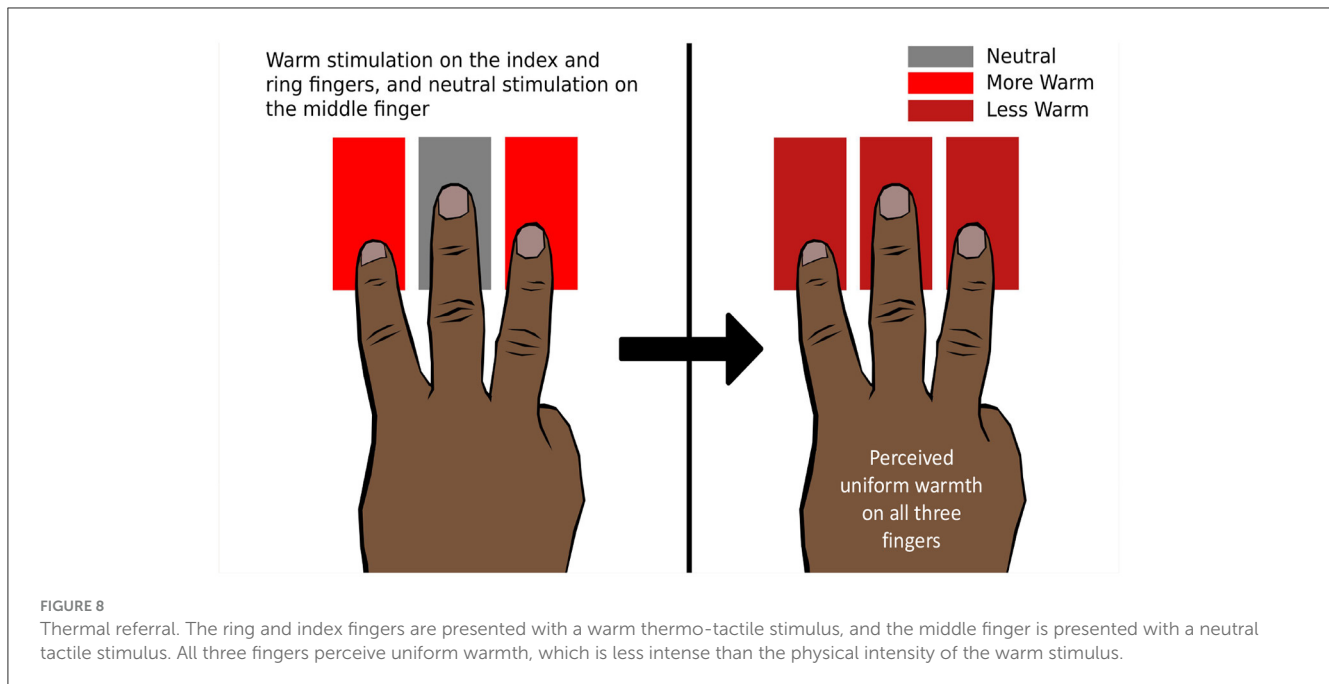 Warm stimulation on the index and
ring fingers, and neutral stimulation on
the middle finger
Neutral
More Warm
Less Warm
Perceived
uniform warmth
on all three
fingers
FIGURE 8
Thermal referral. The ring and index fingers are presented with a warm thermo-tactile stimulus, and the middle finger is presented with a neutral
tactile stimulus. All three fingers perceive uniform warmth, which is less intense than the physical intensity of the warm stimulus.